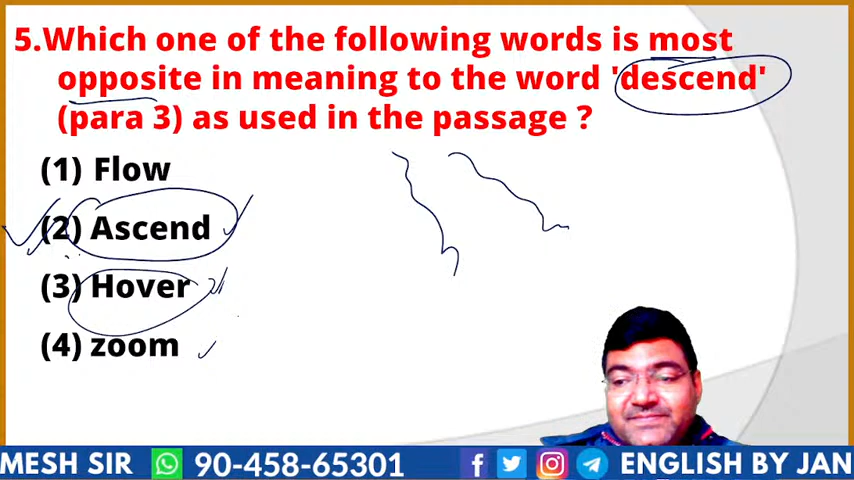 5.Which one of the following words is most
opposite in meaning to the word 'descend'
(para 3) as used in the passage ?
(1) Flow
(2) Ascend
(3) Hover
(4) zoom
MESH SIR 90-458-65301 ENGLISH BY JAN